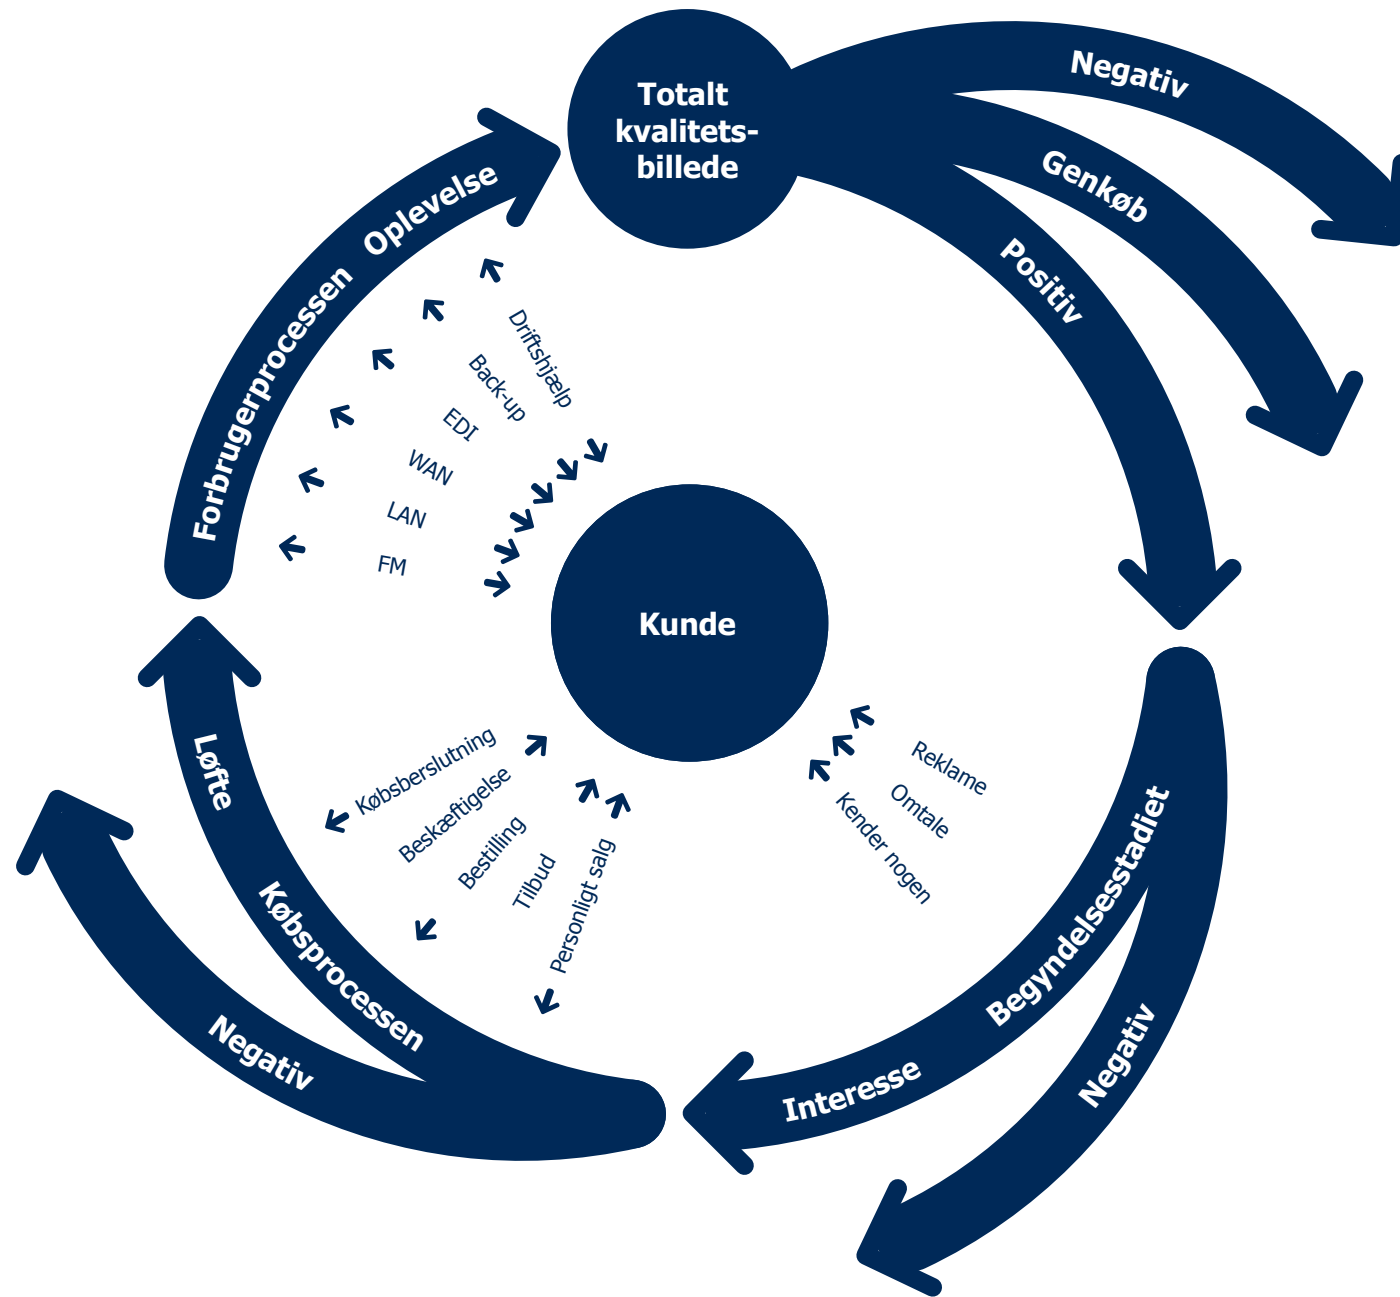 Totalt
kvalitets-
billede
Negativ
Genkøb
Positiv
Forbrugerprocessen Oplevelse
Driftshjælp
Back-up
EDI
WAN
LAN
FM
Kunde
Løfte
Købsprocessen
Negativ
Købsberslutning
Beskæftigelse
Bestilling
Tilbud
Personligt salg
Reklame
Omtale
Kender nogen
Begyndelsesstadiet
Interesse
Negativ